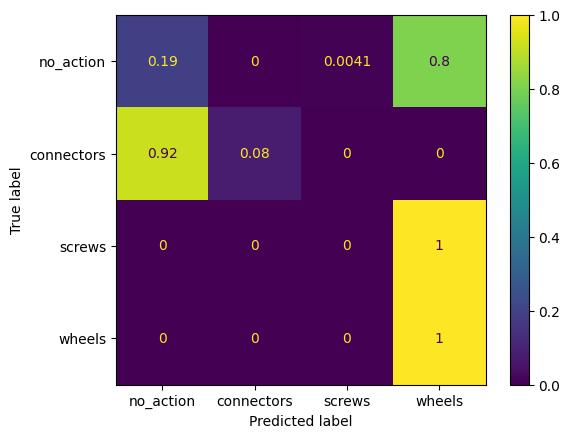 no_action 0.19 0 0.0041 0.8
connectors 0.92 0.08 0 0
screws 0 0 0 1
wheels 0 0 0 1
no_action connectors screws wheels
Predicted label
True label
1.0
0.8
0.6
0.4
0.2
0.0